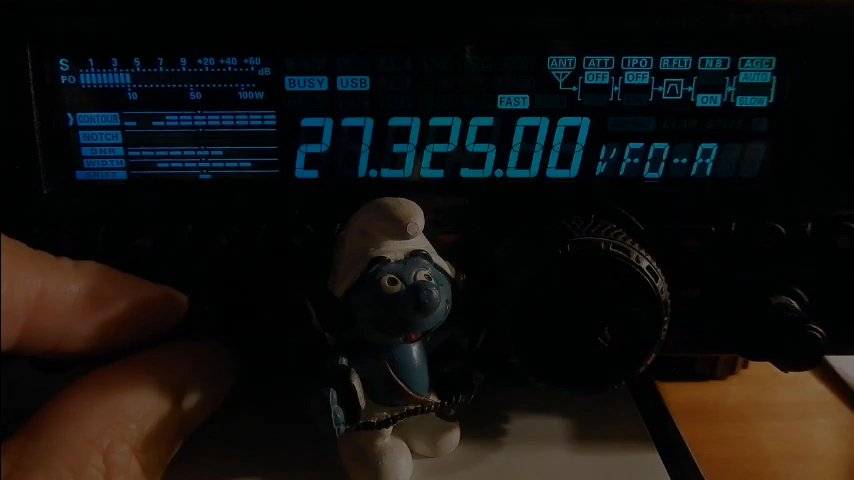 S 1 3 5 7 9 +20 +40 +60 dB
PO 10 50 100W
BUSY USB
ANT ATT IPO R.FLT NB AGC
OFF OFF AUTO
ON SLOW
FAST
CONTOUR
NOTCH
DNR
WIDTH
SHIFT
27.325.00 VFO-A